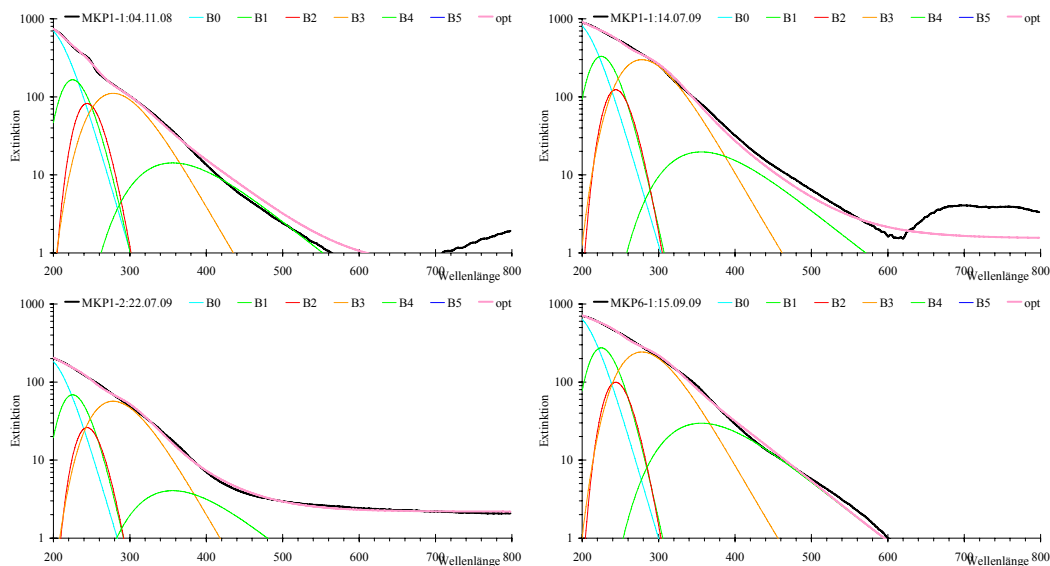 MKP1-1:04.11.08 B0 B1 B2 B3 B4 B5 opt
1000
100
10
1
Extinktion
200 300 400 500 600 700 800
Wellenlänge
MKP1-1:14.07.09 B0 B1 B2 B3 B4 B5 opt
1000
100
10
1
Extinktion
200 300 400 500 600 700 800
Wellenlänge
MKP1-2:22.07.09 B0 B1 B2 B3 B4 B5 opt
1000
100
10
1
Extinktion
200 300 400 500 600 700 800
Wellenlänge
MKP6-1:15.09.09 B0 B1 B2 B3 B4 B5 opt
1000
100
10
1
Extinktion
200 300 400 500 600 700 800
Wellenlänge